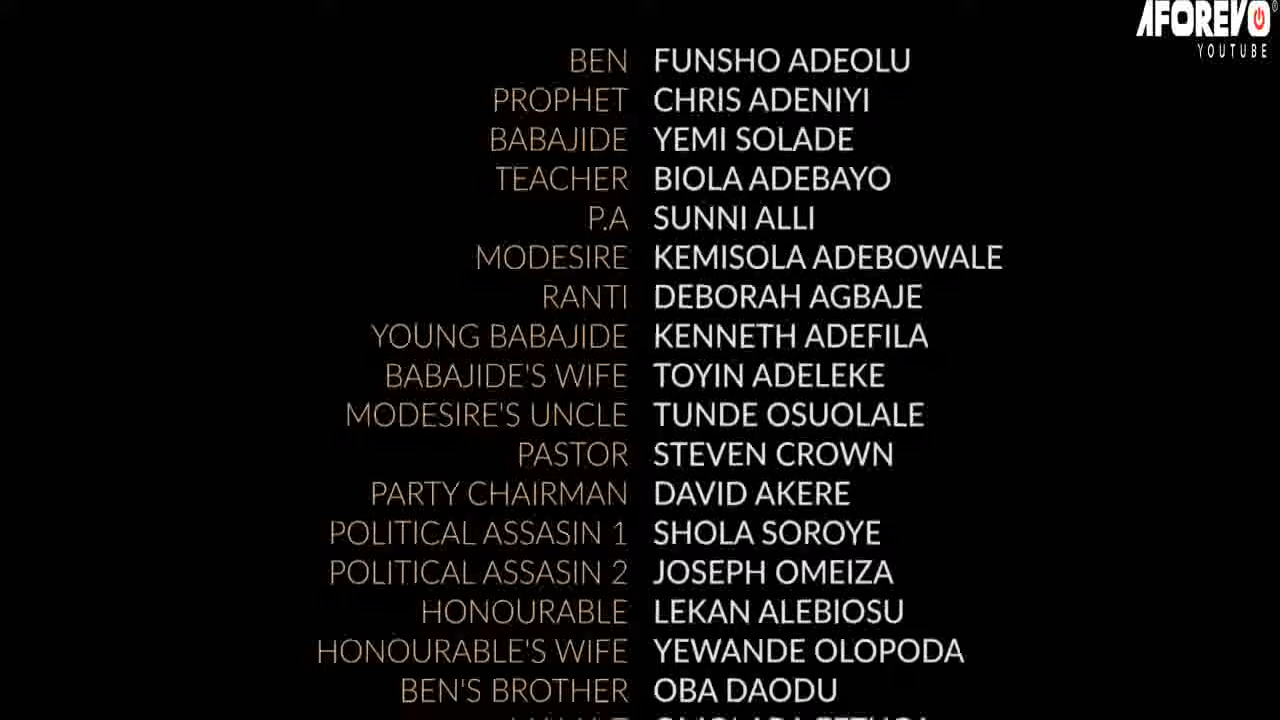 AFOREVO
YOUTUBE
BEN FUNSHO ADEOLU
PROPHET CHRIS ADENIYI
BABAJIDE YEMI SOLADE
TEACHER BIOLA ADEBAYO
P.A SUNNI ALLI
MODESIRE KEMISOLA ADEBOWALE
RANTI DEBORAH AGBAJE
YOUNG BABAJIDE KENNETH ADEFILA
BABAJIDE'S WIFE TOYIN ADELEKE
MODESIRE'S UNCLE TUNDE OSUOLALE
PASTOR STEVEN CROWN
PARTY CHAIRMAN DAVID AKERE
POLITICAL ASSASIN 1 SHOLA SOROYE
POLITICAL ASSASIN 2 JOSEPH OMEIZA
HONOURABLE LEKAN ALEBIOSU
HONOURABLE'S WIFE YEWANDE OLOPODA
BEN'S BROTHER OBA DAODU